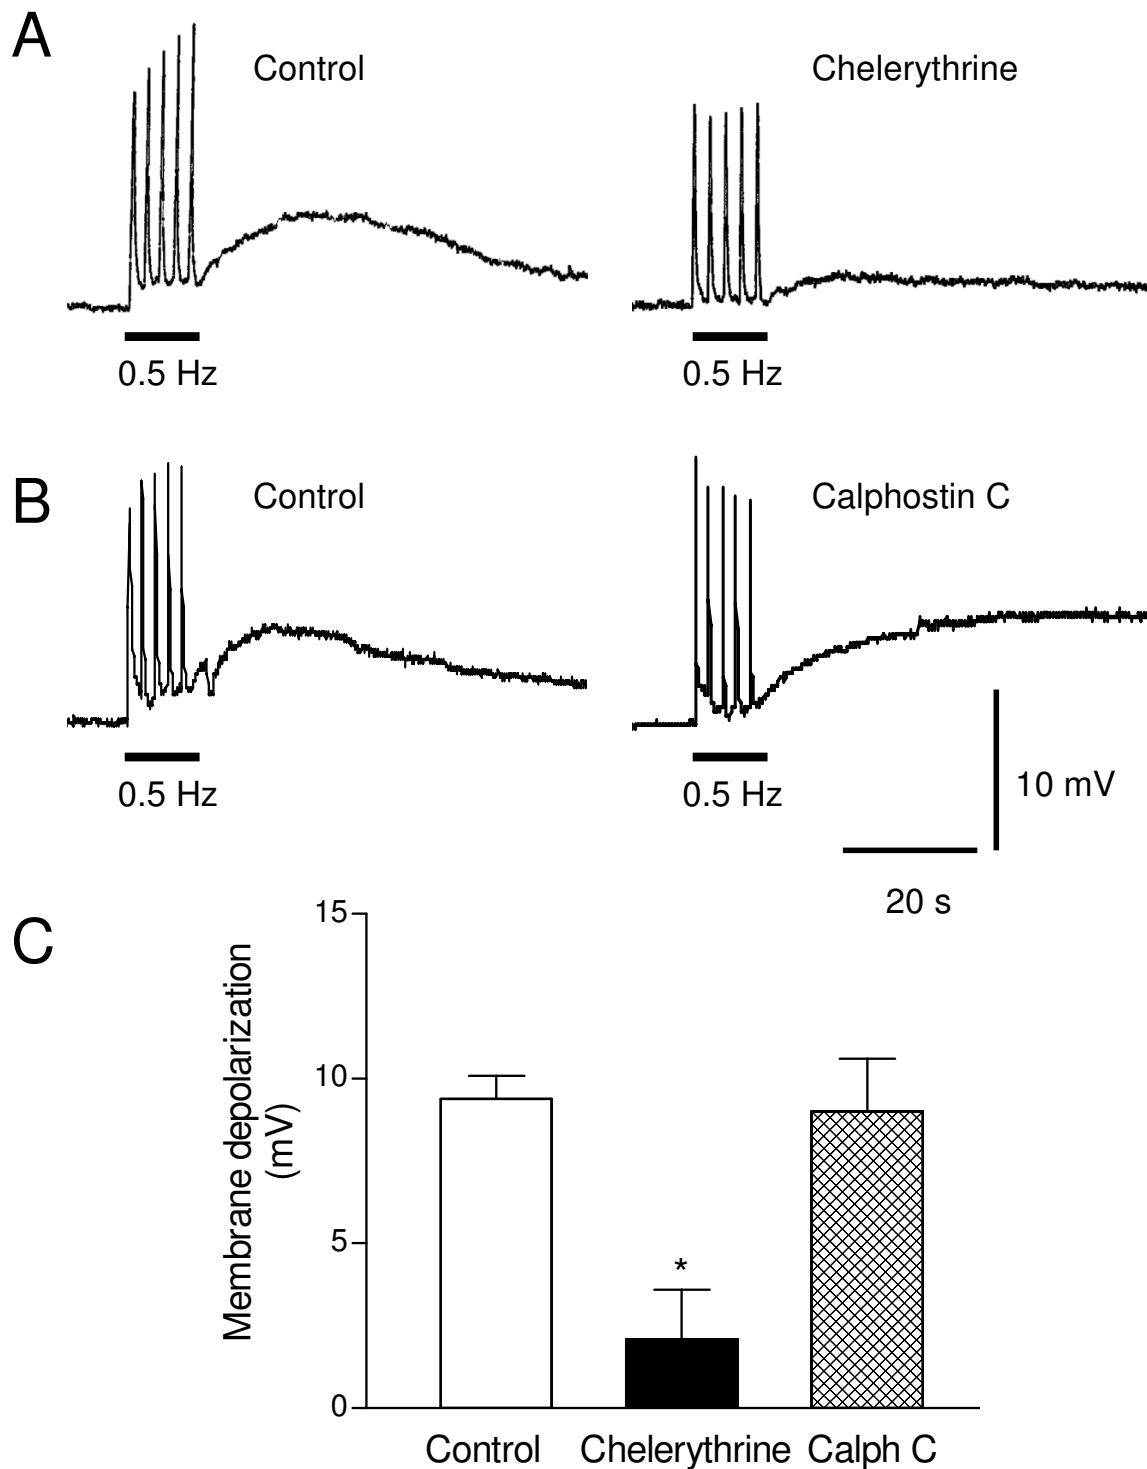 A
Control
Chelerythrine
0.5 Hz
0.5 Hz
B
Control
Calphostin C
0.5 Hz
0.5 Hz
10 mV
20 s
C
Membrane depolarization
(mV)
15
10
5
0
*
Control
Chelerythrine
Calph C